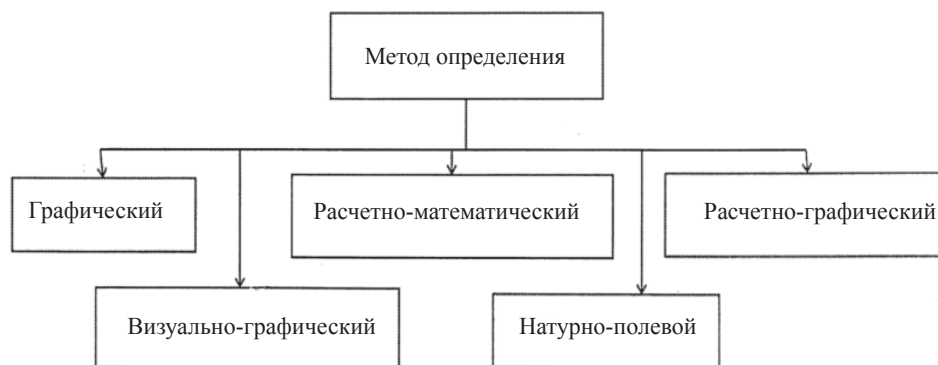 Метод определения
Графический
Расчетно-математический
Расчетно-графический
Визуально-графический
Натурно-полевой